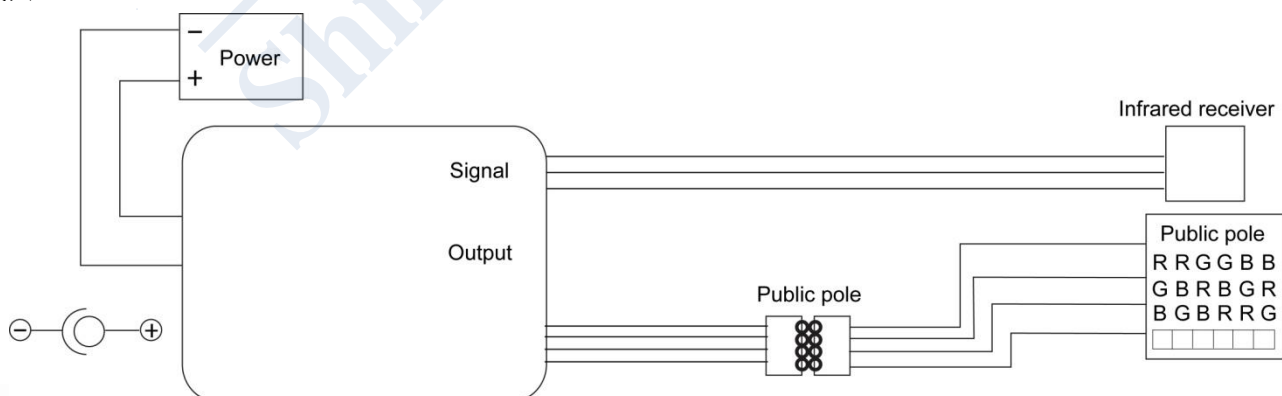 −
Power
+
Infrared receiver
Signal
Output
Public pole
R R G G B B
G B R B G R
B G B R R G
Public pole
− +